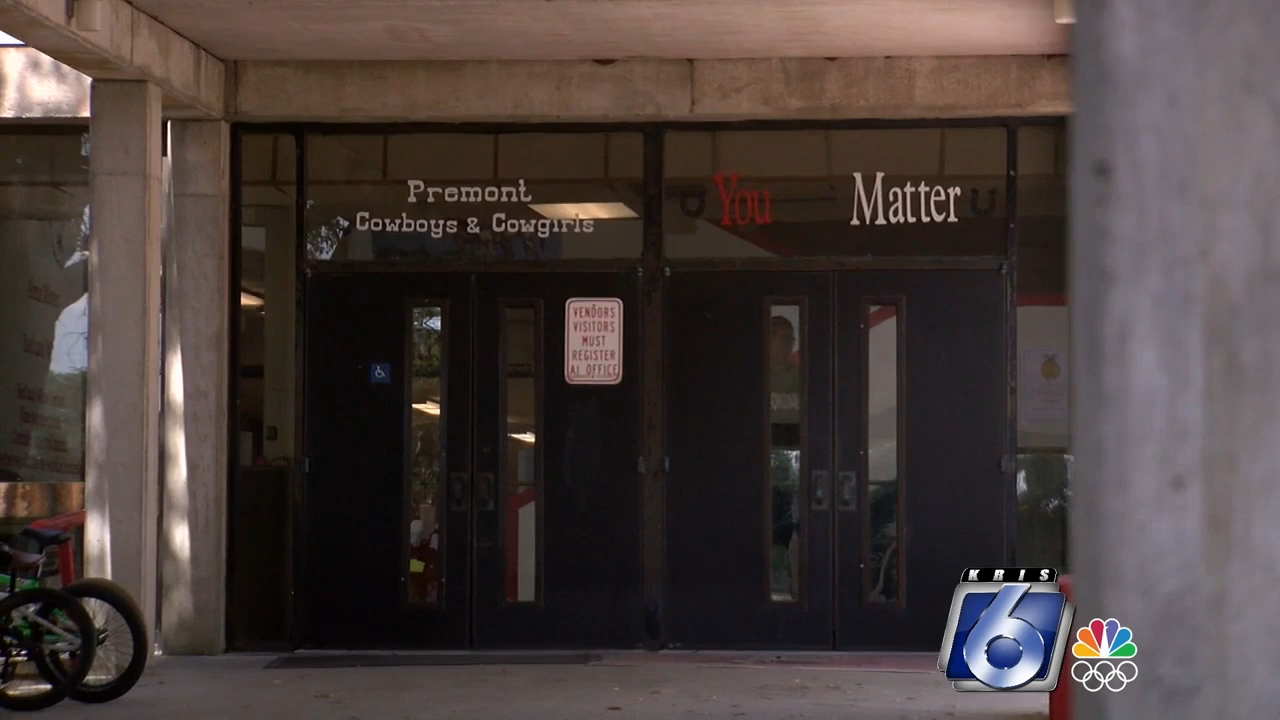 Premont
Cowboys & Cowgirls
You Matter
VENDORS
VISITORS
MUST
REGISTER
AT OFFICE
KRIS
6